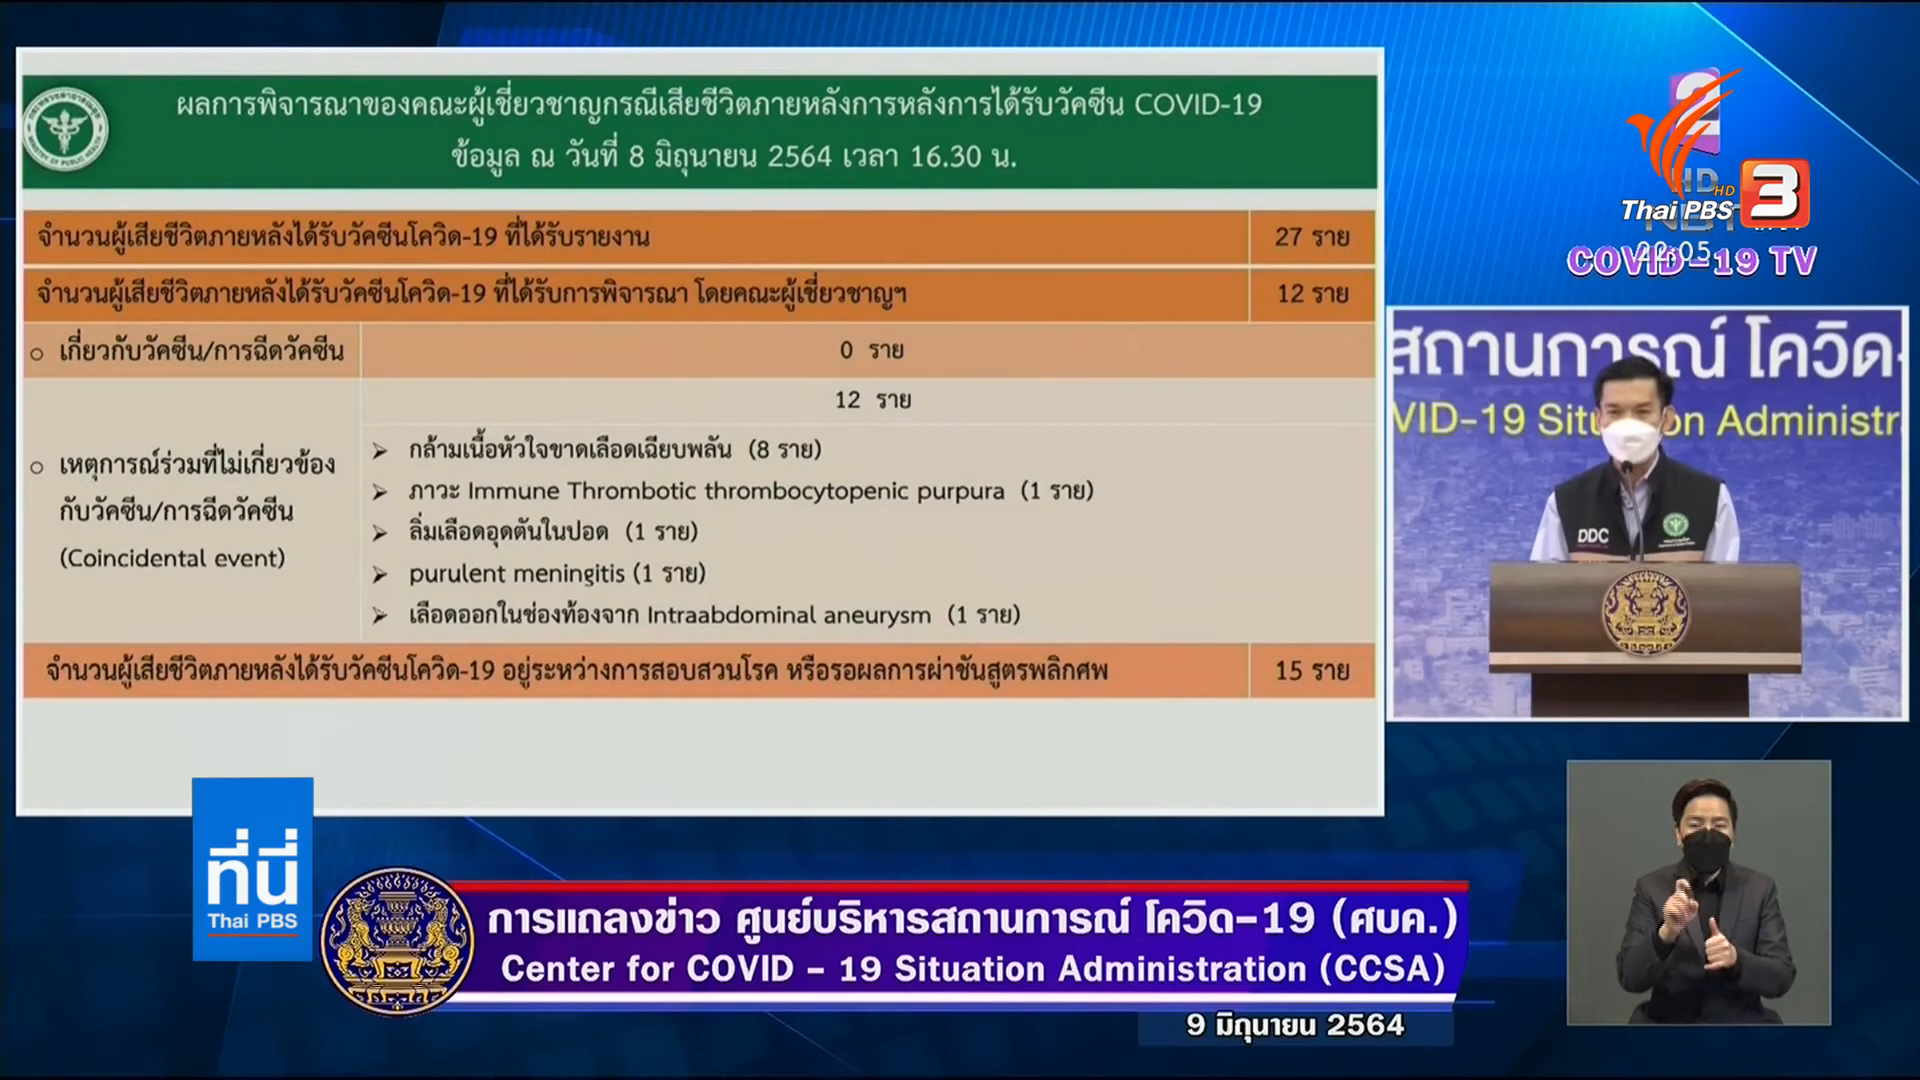 ผลการพิจารณาของคณะผู้เชี่ยวชาญกรณีเสียชีวิตภายหลังการหลังการได้รับวัคซีน COVID-19
ข้อมูล ณ วันที่ 8 มิถุนายน 2564 เวลา 16.30 น.
จำนวนผู้เสียชีวิตภายหลังได้รับวัคซีนโควิด-19 ที่ได้รับรายงาน 27 ราย
จำนวนผู้เสียชีวิตภายหลังได้รับวัคซีนโควิด-19 ที่ได้รับการพิจารณา โดยคณะผู้เชี่ยวชาญฯ 12 ราย
○ เกี่ยวกับวัคซีน/การฉีดวัคซีน 0 ราย
12 ราย
○ เหตุการณ์ร่วมที่ไม่เกี่ยวข้อง
กับวัคซีน/การฉีดวัคซีน
(Coincidental event)
➢ กล้ามเนื้อหัวใจขาดเลือดเฉียบพลัน (8 ราย)
➢ ภาวะ Immune Thrombotic thrombocytopenic purpura (1 ราย)
➢ ลิ่มเลือดอุดตันในปอด (1 ราย)
➢ purulent meningitis (1 ราย)
➢ เลือดออกในช่องท้องจาก Intraabdominal aneurysm (1 ราย)
จำนวนผู้เสียชีวิตภายหลังได้รับวัคซีนโควิด-19 อยู่ระหว่างการสอบสวนโรค หรือรอผลการผ่าชันสูตรพลิกศพ 15 ราย
2
HD
HD
Thai PBS 3
NBT
22:05
COVID-19 TV
สถานการณ์ โควิด-
VID-19 Situation Administr
DDC
ที่นี่
Thai PBS
การแถลงข่าว ศูนย์บริหารสถานการณ์ โควิด-19 (ศบค.)
Center for COVID - 19 Situation Administration (CCSA)
9 มิถุนายน 2564